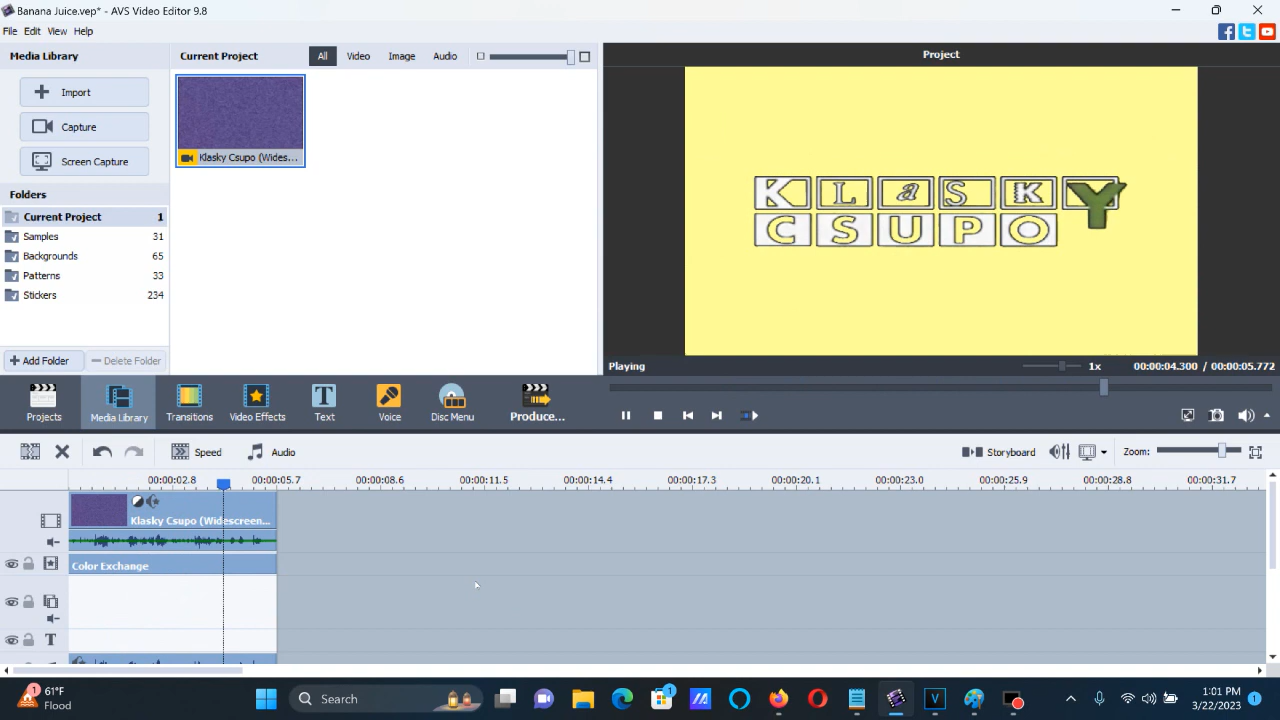 Banana Juice.vep* - AVS Video Editor 9.8
File Edit View Help
Media Library
Current Project
All
Video
Image
Audio
Project
Import
Capture
Screen Capture
Klasky Csupo (Wides...
KLaSKY
CSUPO
Folders
Current Project 1
Samples 31
Backgrounds 65
Patterns 33
Stickers 234
Add Folder
Delete Folder
Playing
1x
00:00:04.300 / 00:00:05.772
Projects
Media Library
Transitions
Video Effects
Text
Voice
Disc Menu
Produce...
Speed
Audio
Storyboard
Zoom:
00:00:02.8 00:00:05.7 00:00:08.6 00:00:11.5 00:00:14.4 00:00:17.3 00:00:20.1 00:00:23.0 00:00:25.9 00:00:28.8 00:00:31.7
Klasky Csupo (Widescreen...
Color Exchange
T
1
61°F
Flood
Search
1
V
1:01 PM
3/22/2023
1